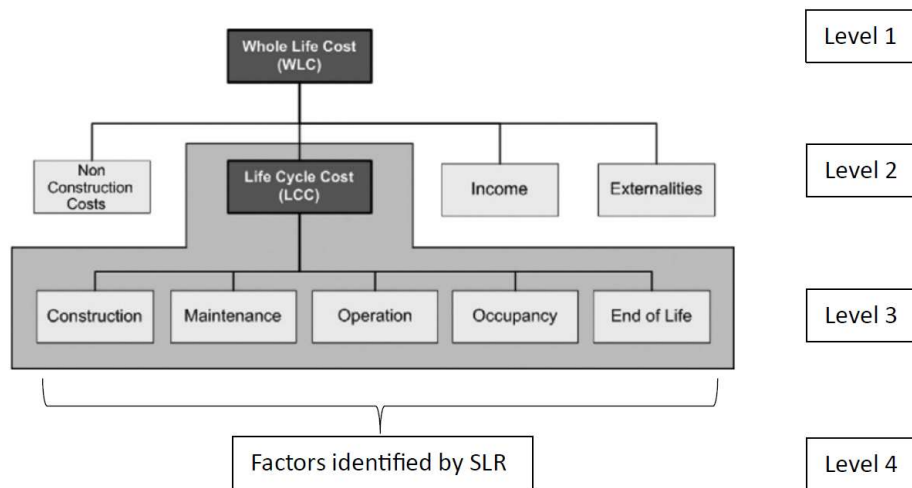 Whole Life Cost
(WLC)
Level 1
Non
Construction
Costs
Life Cycle Cost
(LCC)
Income
Externalities
Level 2
Construction
Maintenance
Operation
Occupancy
End of Life
Level 3
Factors identified by SLR
Level 4